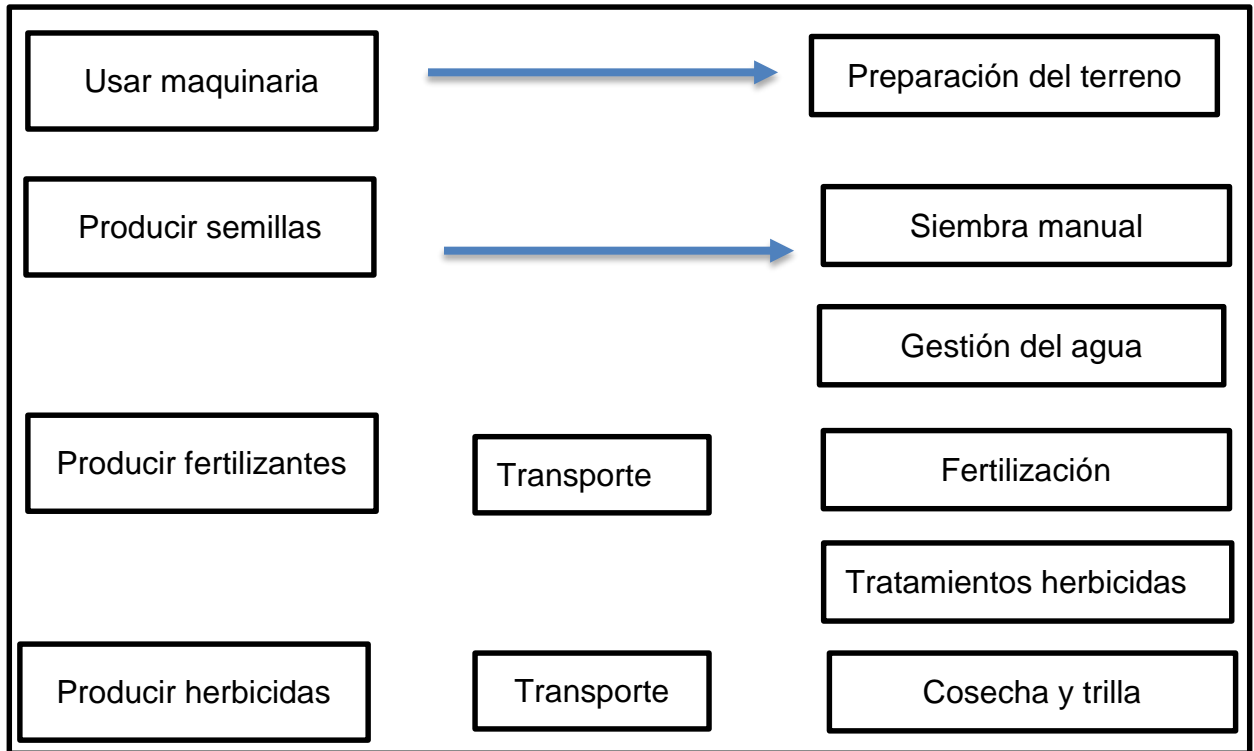 Usar maquinaria
Preparación del terreno
Producir semillas
Siembra manual
Gestión del agua
Producir fertilizantes
Transporte
Fertilización
Tratamientos herbicidas
Producir herbicidas
Transporte
Cosecha y trilla